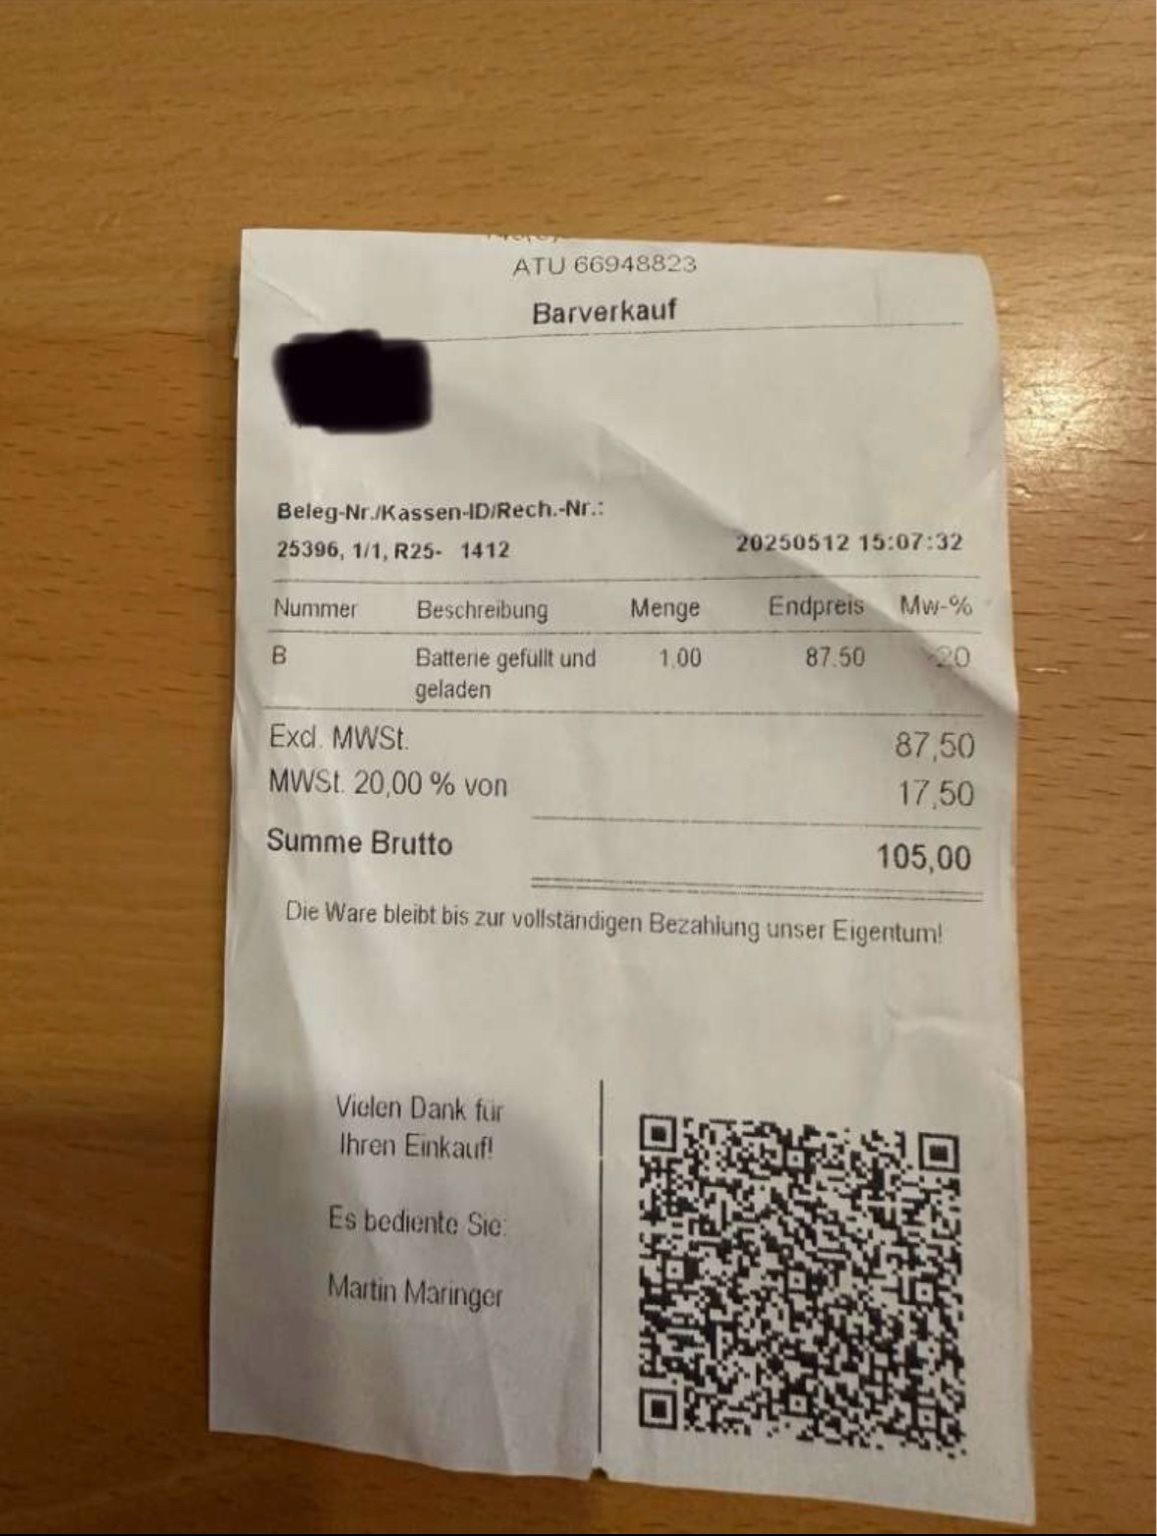 ATU 66948823
Barverkauf
Beleg-Nr./Kassen-ID/Rech.-Nr.:
25396, 1/1, R25- 1412 20250512 15:07:32
Nummer Beschreibung Menge Endpreis Mw-%
B Batterie gefüllt und 1,00 87.50 20
geladen
Excl. MWSt. 87,50
MWSt. 20,00 % von 17,50
Summe Brutto 105,00
Die Ware bleibt bis zur vollständigen Bezahlung unser Eigentum!
Vielen Dank für
Ihren Einkauf!
Es bediente Sie:
Martin Maringer